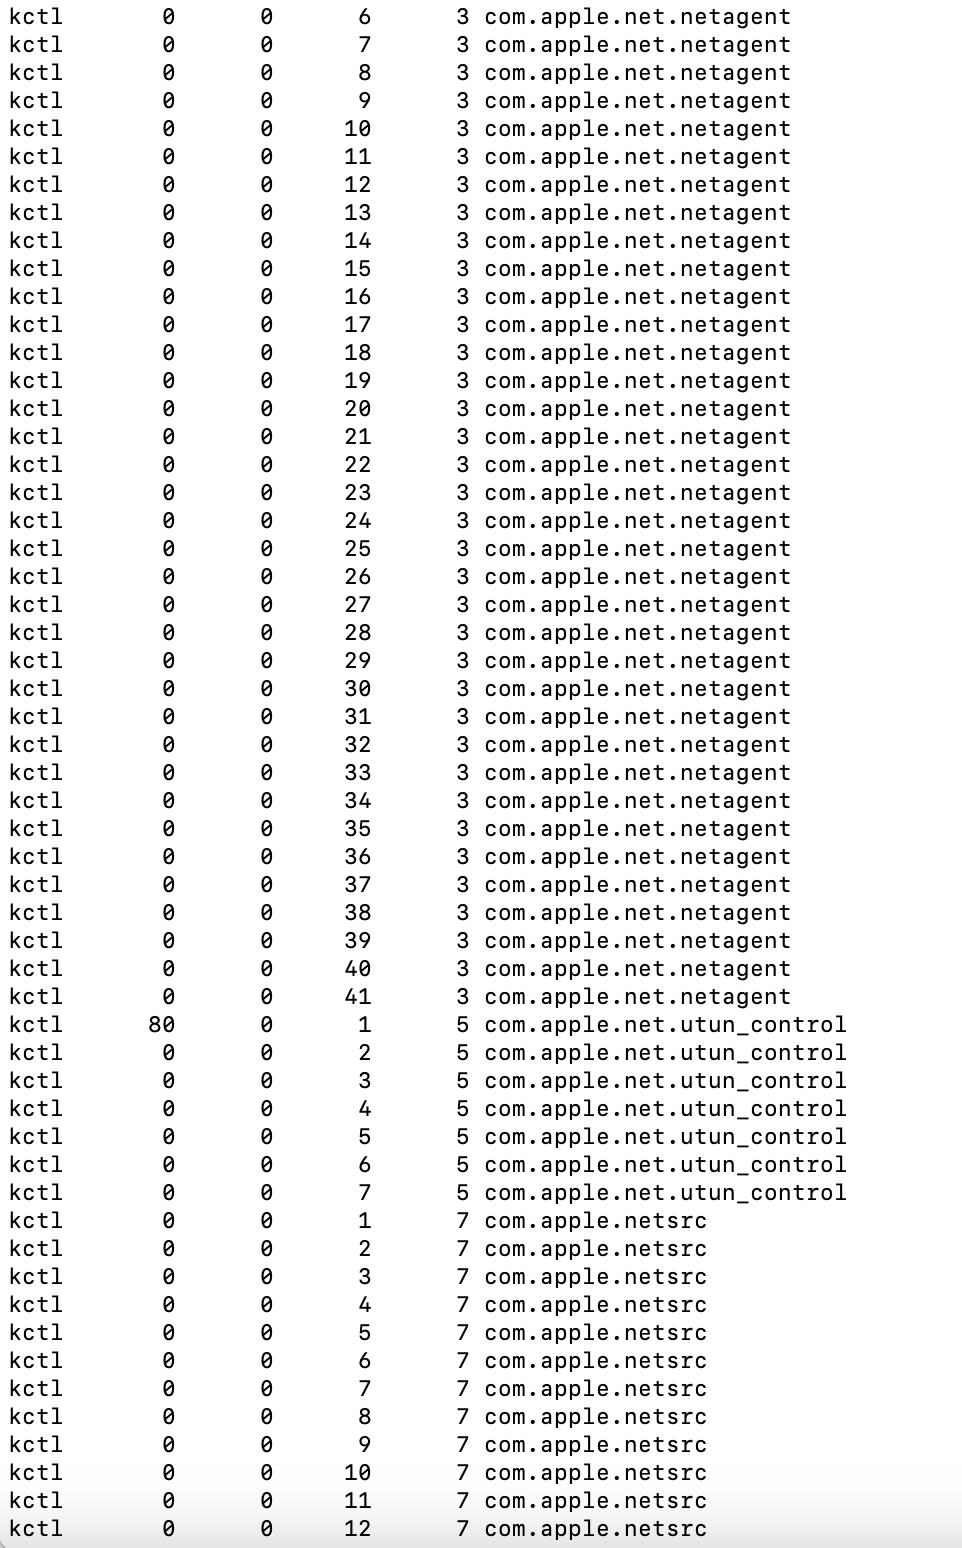 kctl       0      0      6      3 com.apple.net.netagent
kctl       0      0      7      3 com.apple.net.netagent
kctl       0      0      8      3 com.apple.net.netagent
kctl       0      0      9      3 com.apple.net.netagent
kctl       0      0     10      3 com.apple.net.netagent
kctl       0      0     11      3 com.apple.net.netagent
kctl       0      0     12      3 com.apple.net.netagent
kctl       0      0     13      3 com.apple.net.netagent
kctl       0      0     14      3 com.apple.net.netagent
kctl       0      0     15      3 com.apple.net.netagent
kctl       0      0     16      3 com.apple.net.netagent
kctl       0      0     17      3 com.apple.net.netagent
kctl       0      0     18      3 com.apple.net.netagent
kctl       0      0     19      3 com.apple.net.netagent
kctl       0      0     20      3 com.apple.net.netagent
kctl       0      0     21      3 com.apple.net.netagent
kctl       0      0     22      3 com.apple.net.netagent
kctl       0      0     23      3 com.apple.net.netagent
kctl       0      0     24      3 com.apple.net.netagent
kctl       0      0     25      3 com.apple.net.netagent
kctl       0      0     26      3 com.apple.net.netagent
kctl       0      0     27      3 com.apple.net.netagent
kctl       0      0     28      3 com.apple.net.netagent
kctl       0      0     29      3 com.apple.net.netagent
kctl       0      0     30      3 com.apple.net.netagent
kctl       0      0     31      3 com.apple.net.netagent
kctl       0      0     32      3 com.apple.net.netagent
kctl       0      0     33      3 com.apple.net.netagent
kctl       0      0     34      3 com.apple.net.netagent
kctl       0      0     35      3 com.apple.net.netagent
kctl       0      0     36      3 com.apple.net.netagent
kctl       0      0     37      3 com.apple.net.netagent
kctl       0      0     38      3 com.apple.net.netagent
kctl       0      0     39      3 com.apple.net.netagent
kctl       0      0     40      3 com.apple.net.netagent
kctl       0      0     41      3 com.apple.net.netagent
kctl      80      0      1      5 com.apple.net.utun_control
kctl       0      0      2      5 com.apple.net.utun_control
kctl       0      0      3      5 com.apple.net.utun_control
kctl       0      0      4      5 com.apple.net.utun_control
kctl       0      0      5      5 com.apple.net.utun_control
kctl       0      0      6      5 com.apple.net.utun_control
kctl       0      0      7      5 com.apple.net.utun_control
kctl       0      0      1      7 com.apple.netsrc
kctl       0      0      2      7 com.apple.netsrc
kctl       0      0      3      7 com.apple.netsrc
kctl       0      0      4      7 com.apple.netsrc
kctl       0      0      5      7 com.apple.netsrc
kctl       0      0      6      7 com.apple.netsrc
kctl       0      0      7      7 com.apple.netsrc
kctl       0      0      8      7 com.apple.netsrc
kctl       0      0      9      7 com.apple.netsrc
kctl       0      0     10      7 com.apple.netsrc
kctl       0      0     11      7 com.apple.netsrc
kctl       0      0     12      7 com.apple.netsrc